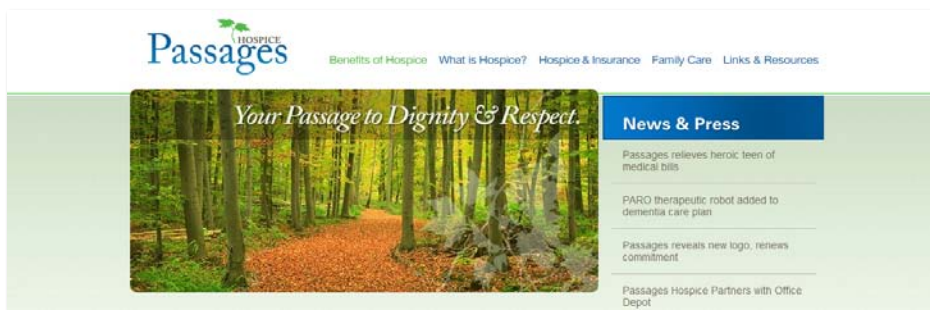 HOSPICE
Passages
Benefits of Hospice What is Hospice? Hospice & Insurance Family Care Links & Resources
Your Passage to Dignity & Respect.
News & Press
Passages relieves heroic teen of
medical bills
PARO therapeutic robot added to
dementia care plan
Passages reveals new logo, renews
commitment
Passages Hospice Partners with Office
Depot